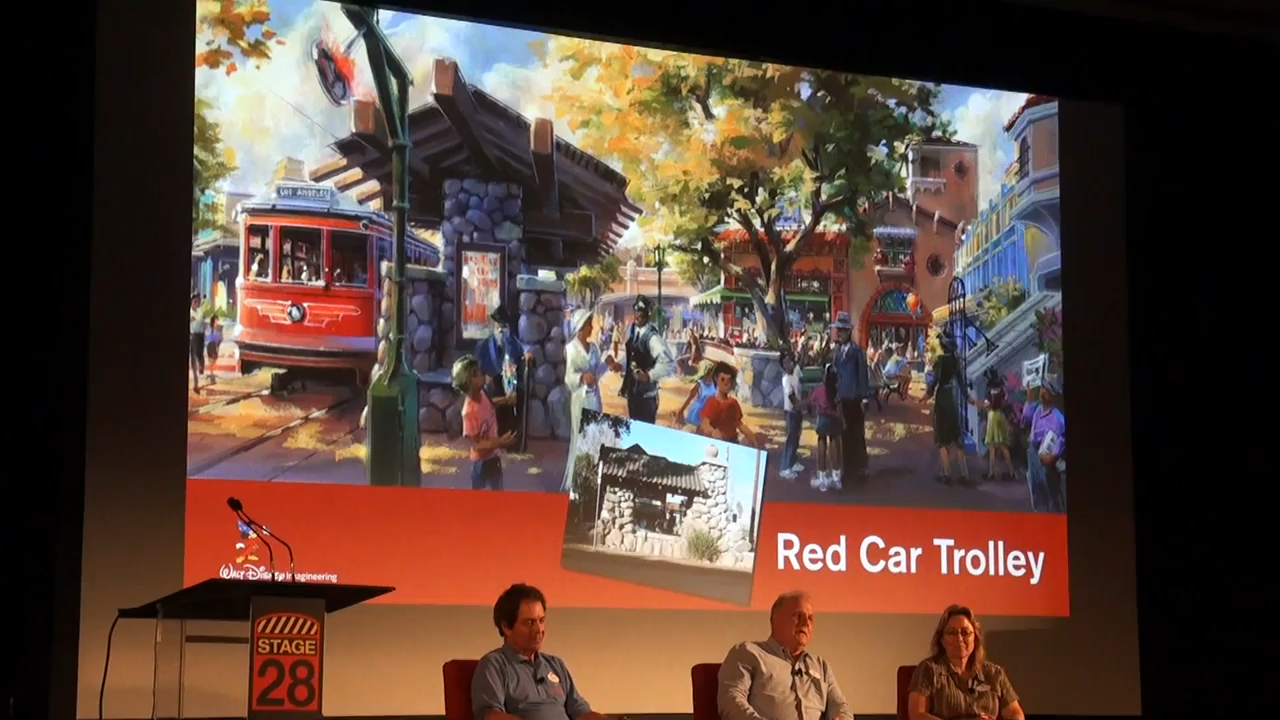 LOS ANGELES
Red Car Trolley
WALT DISNEY Imagineering
STAGE
28